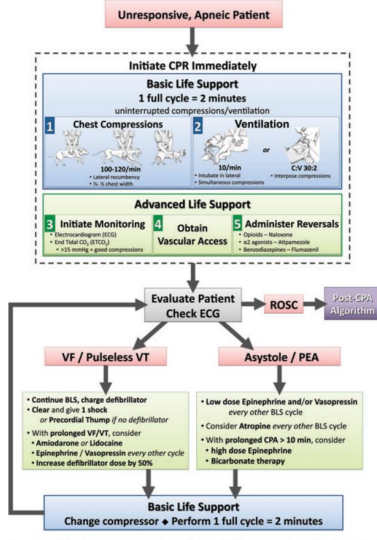 Unresponsive, Apneic Patient
Initiate CPR Immediately
Basic Life Support
1 full cycle = 2 minutes
uninterrupted compressions/ventilation
1 Chest Compressions
100-120/min
• Lateral recumbency
• ⅓- ½ chest width
2 Ventilation
10/min
• Intubate in lateral
• Simultaneous compressions
or
C:V 30:2
• Interpose compressions
Advanced Life Support
3 Initiate Monitoring
• Electrocardiogram (ECG)
• End Tidal CO₂ (ETCO₂)
• >15 mmHg = good compressions
4 Obtain
Vascular Access
5 Administer Reversals
• Opioids – Naloxone
• α2 agonists – Atipamezole
• Benzodiazepines – Flumazenil
Evaluate Patient
Check ECG
ROSC
Post-CPA
Algorithm
VF / Pulseless VT
• Continue BLS, charge defibrillator
• Clear and give 1 shock
or Precordial Thump if no defibrillator
• With prolonged VF/VT, consider
• Amiodarone or Lidocaine
• Epinephrine / Vasopressin every other cycle
• Increase defibrillator dose by 50%
Asystole / PEA
• Low dose Epinephrine and/or Vasopressin
every other BLS cycle
• Consider Atropine every other BLS cycle
• With prolonged CPA > 10 min, consider
• high dose Epinephrine
• Bicarbonate therapy
Basic Life Support
Change compressor ◆ Perform 1 full cycle = 2 minutes